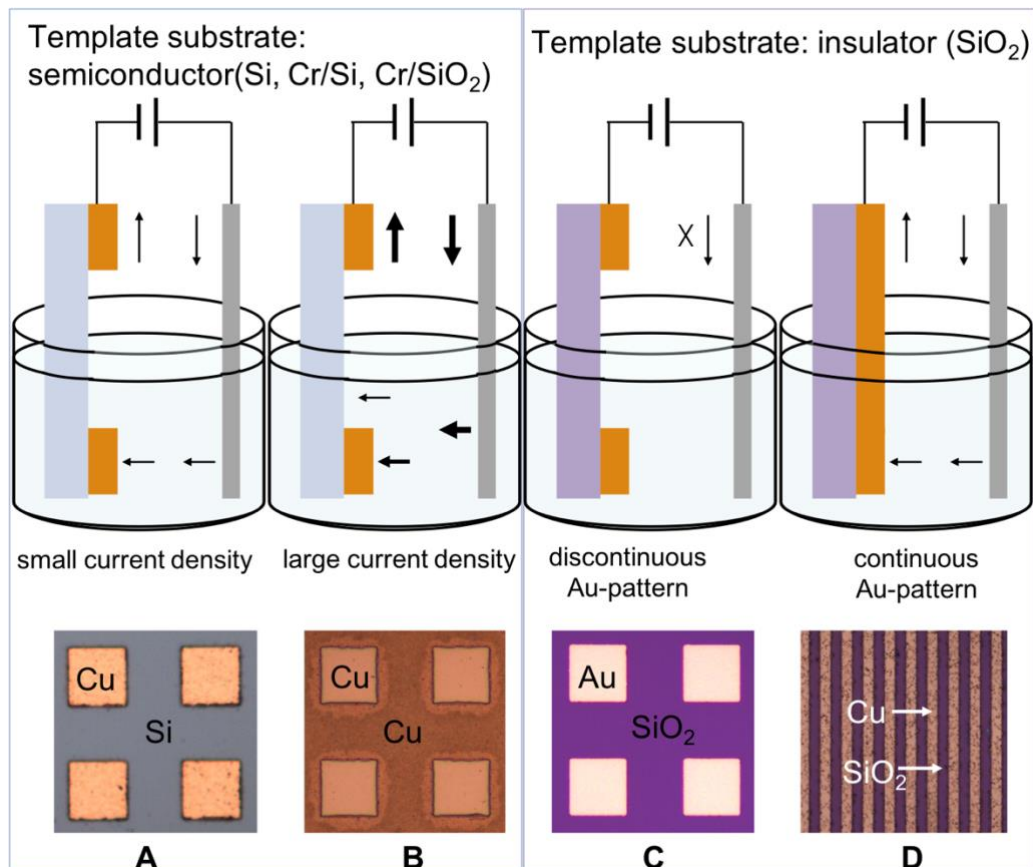 Template substrate:
semiconductor(Si, Cr/Si, Cr/SiO₂)
Template substrate: insulator (SiO₂)
X
small current density
large current density
discontinuous
Au-pattern
continuous
Au-pattern
Cu
Si
Cu
Cu
Au
SiO₂
Cu
SiO₂
A
B
C
D